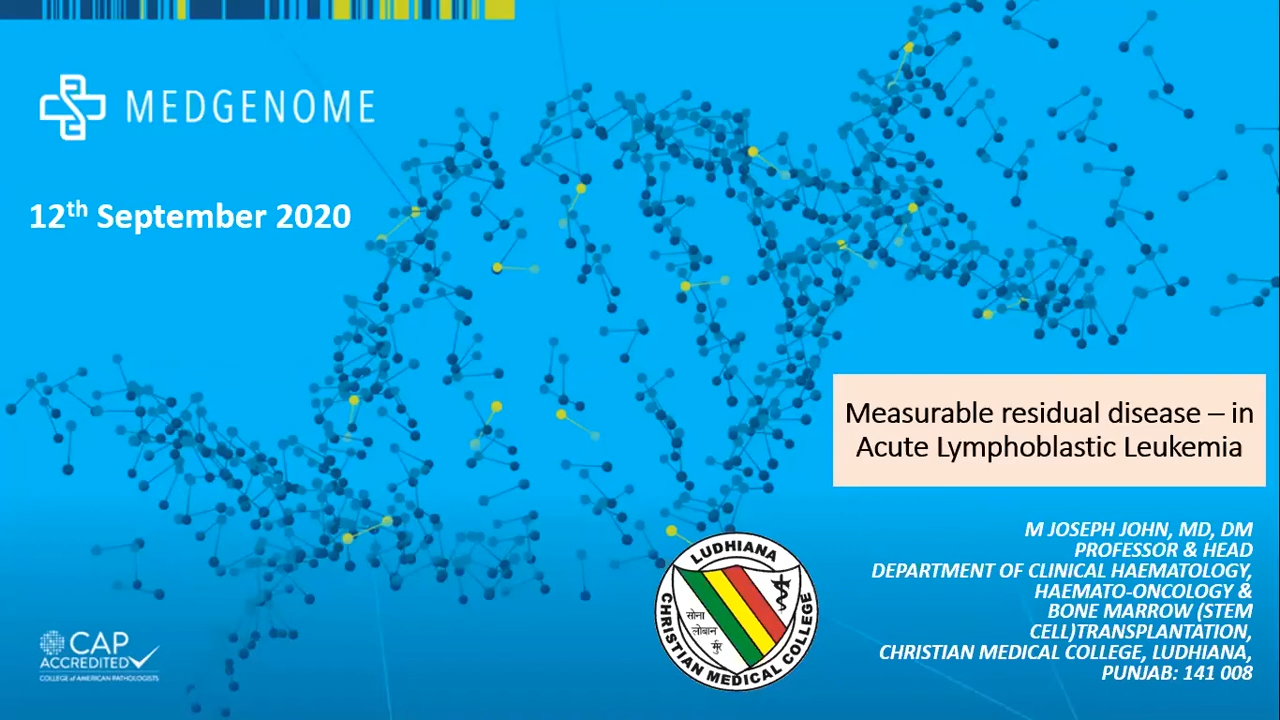 MEDGENOME
12th September 2020
Measurable residual disease – in
Acute Lymphoblastic Leukemia
M JOSEPH JOHN, MD, DM
PROFESSOR & HEAD
DEPARTMENT OF CLINICAL HAEMATOLOGY,
HAEMATO-ONCOLOGY &
BONE MARROW (STEM
CELL)TRANSPLANTATION,
CHRISTIAN MEDICAL COLLEGE, LUDHIANA,
PUNJAB: 141 008
LUDHIANA
CHRISTIAN MEDICAL COLLEGE
सोना
लोबान
मुर्र
CAP
ACCREDITED
COLLEGE of AMERICAN PATHOLOGISTS